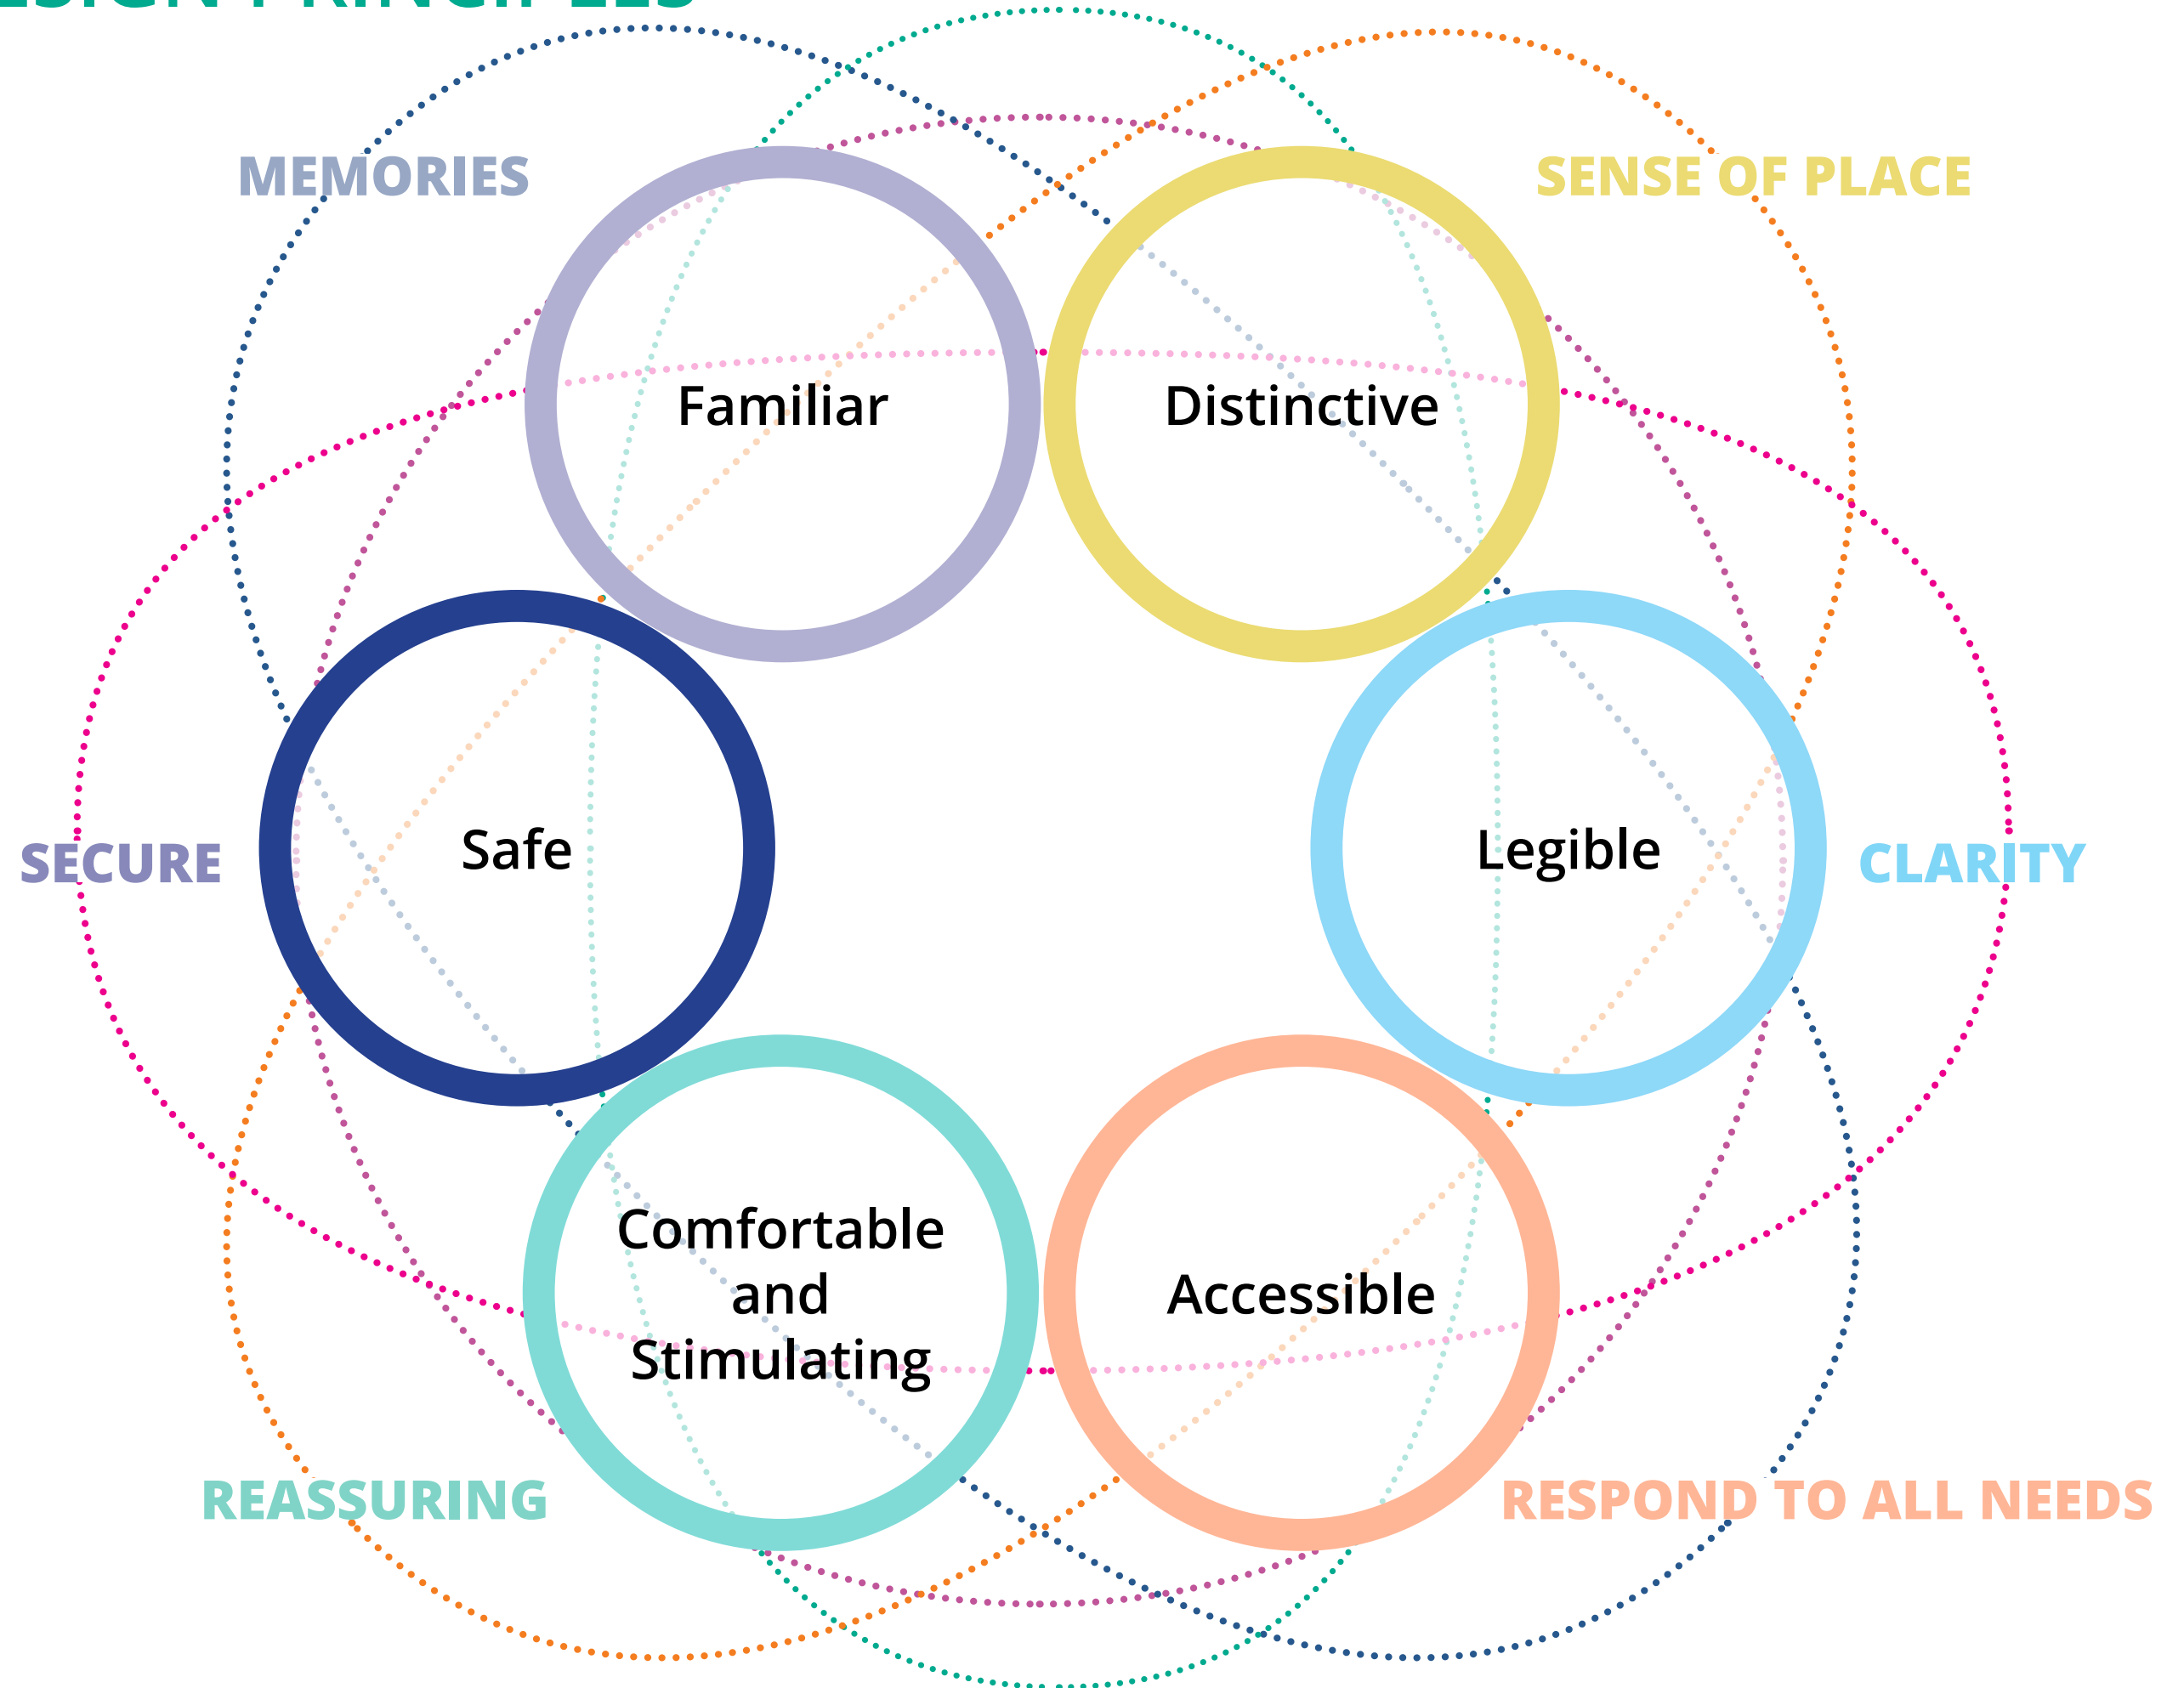 PRINCIPLES
MEMORIES
SENSE OF PLACE
Familiar
Distinctive
SECURE
Safe
Legible
CLARITY
Comfortable
and
Stimulating
Accessible
REASSURING
RESPOND TO ALL NEEDS